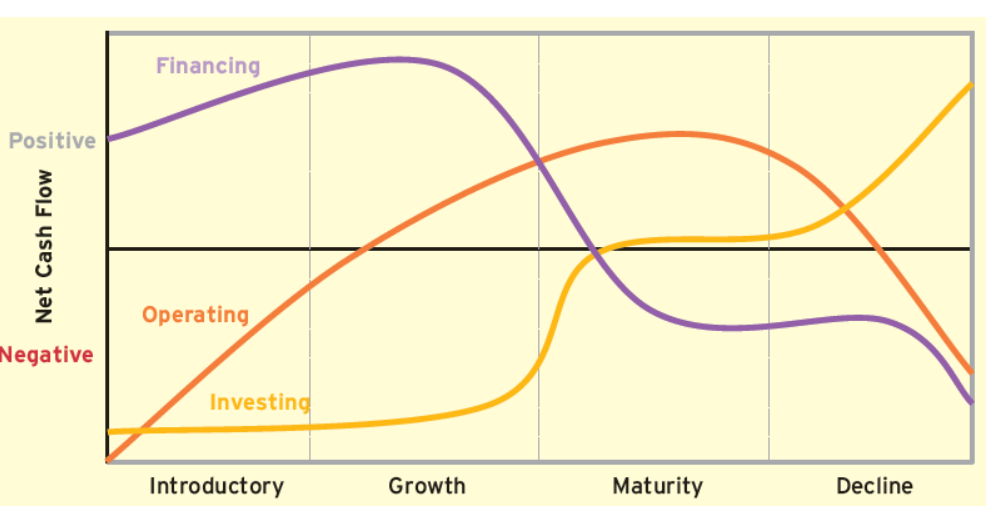 Financing
Positive
Net Cash Flow
Operating
Negative
Investing
Introductory
Growth
Maturity
Decline